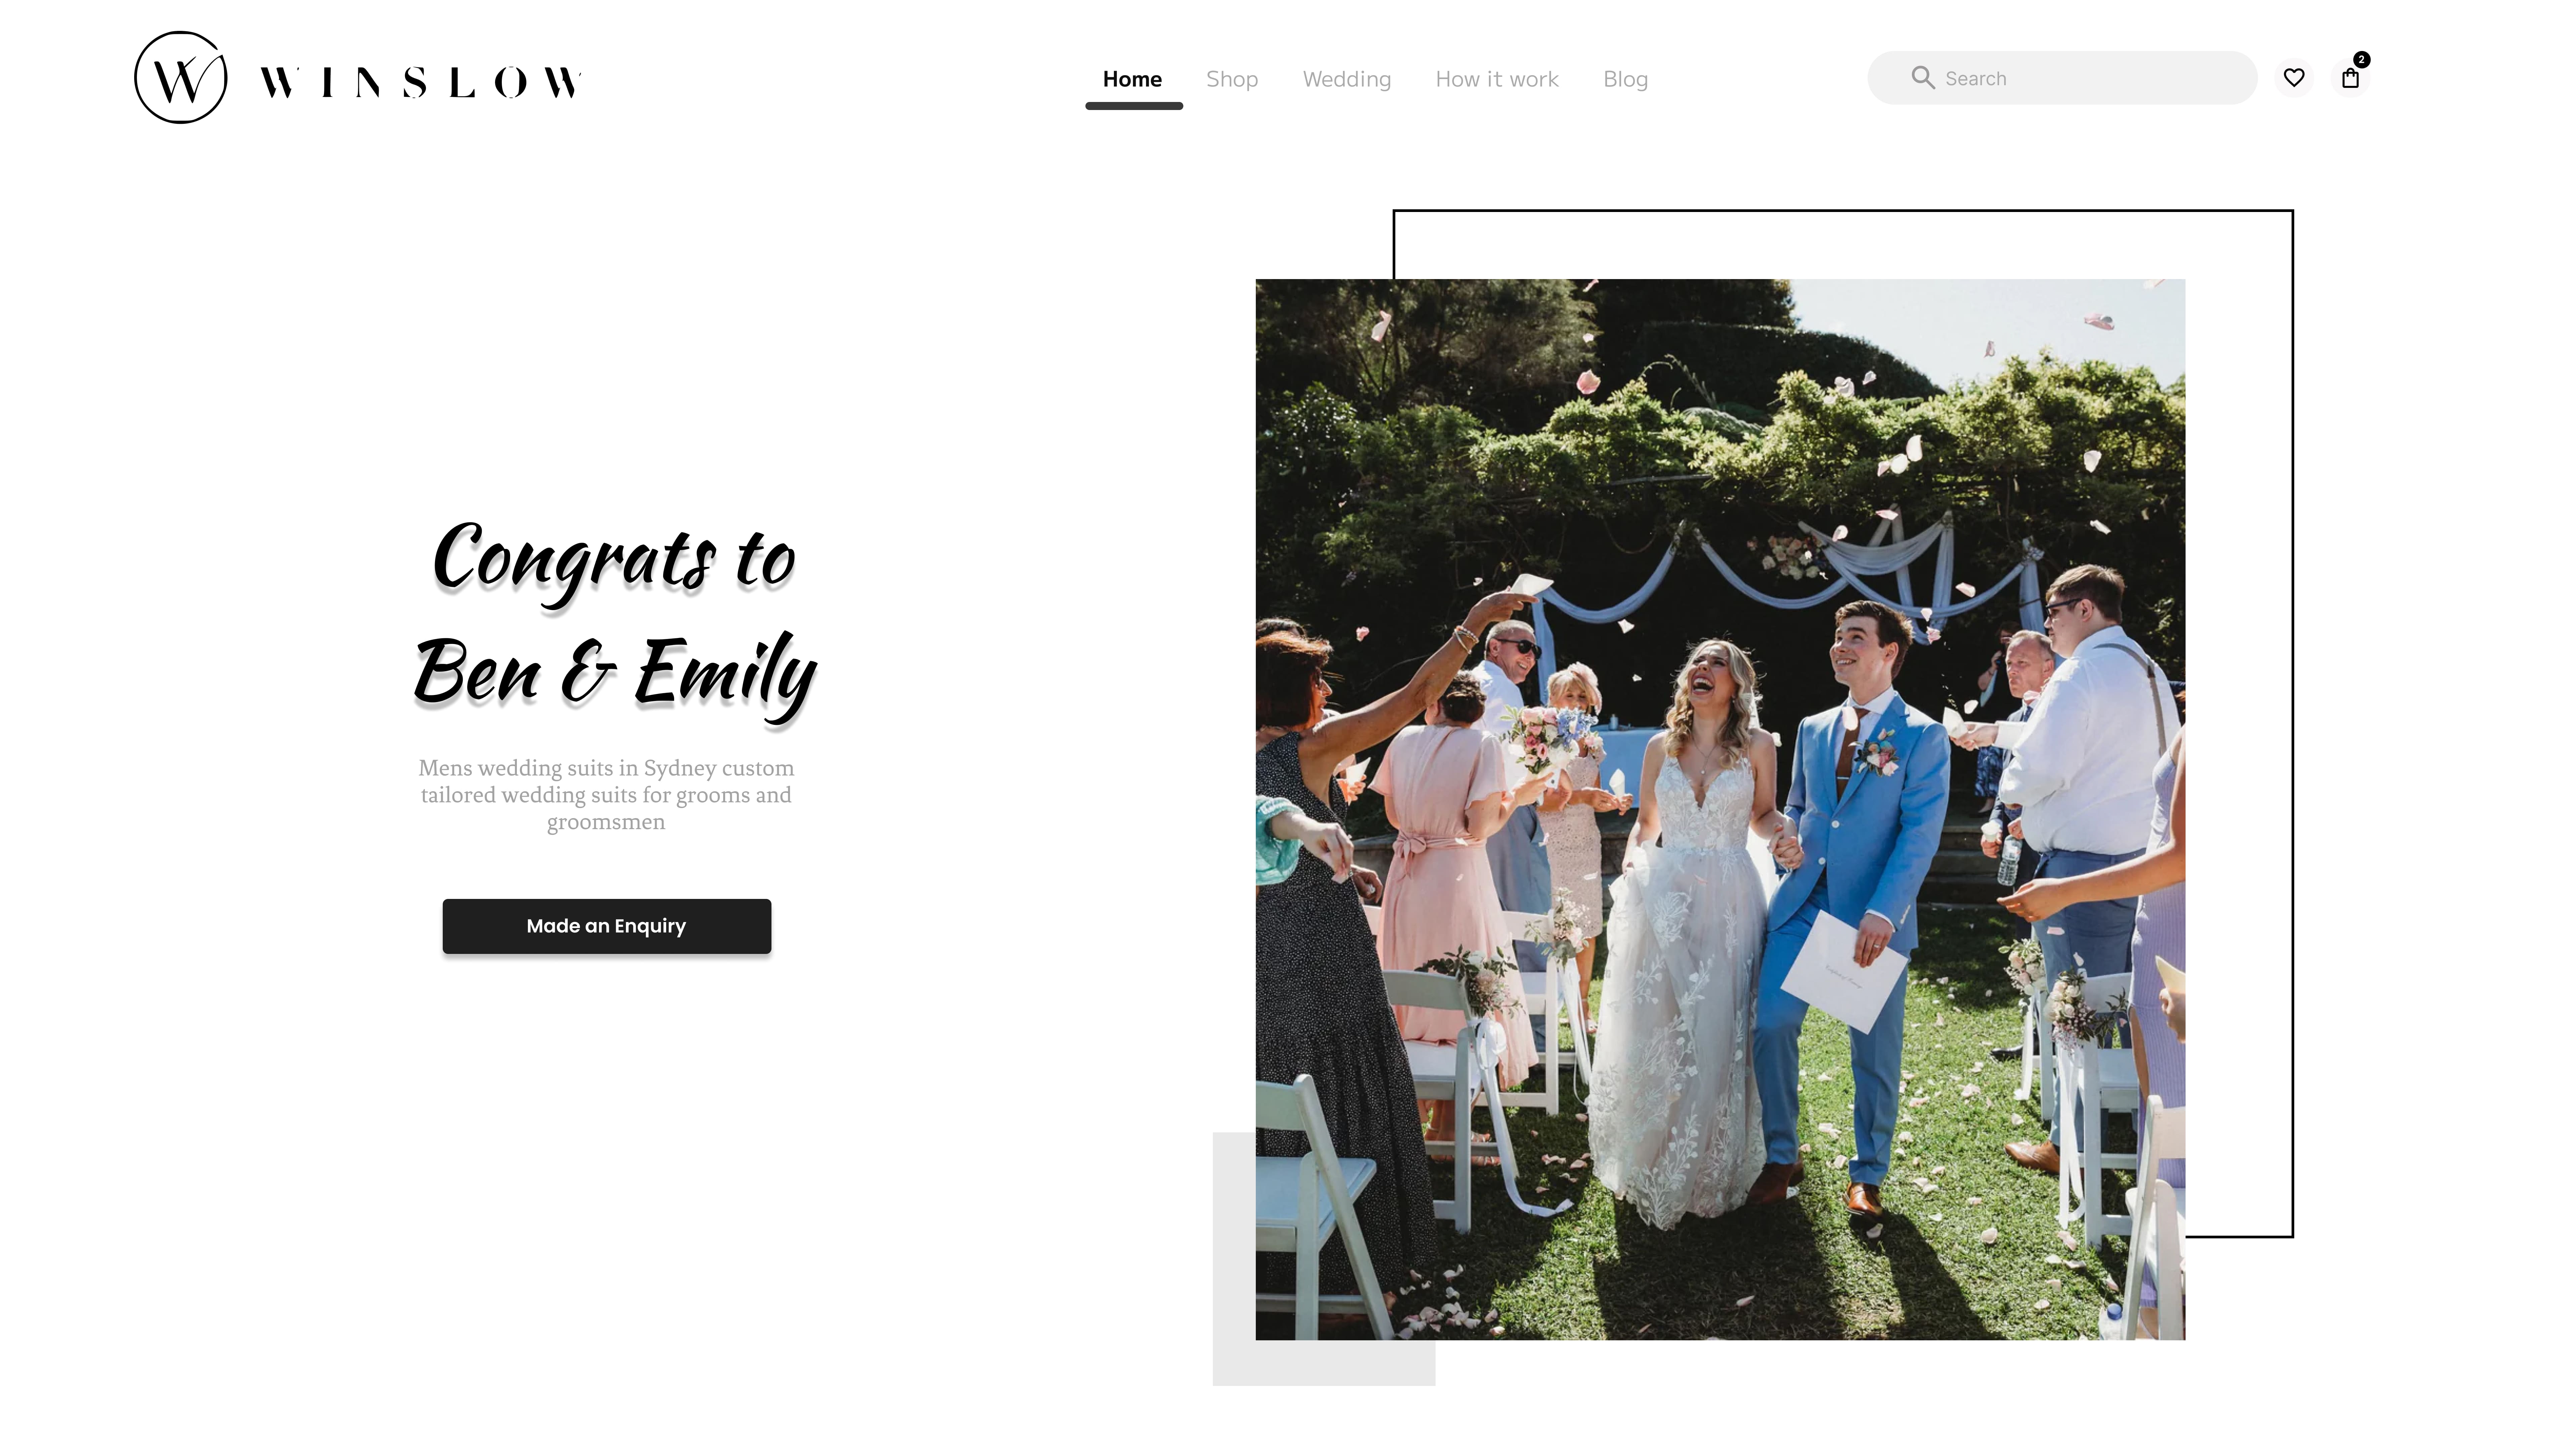 W WINSLOW
Home Shop Wedding How it work Blog
Search
2
Congrats to
Ben & Emily
Mens wedding suits in Sydney custom
tailored wedding suits for grooms and
groomsmen
Made an Enquiry